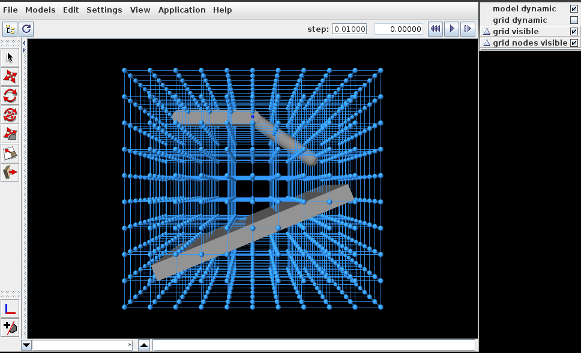 File Models Edit Settings View Application Help
step: 0.01000 0.00000
model dynamic
grid dynamic
grid visible
grid nodes visible